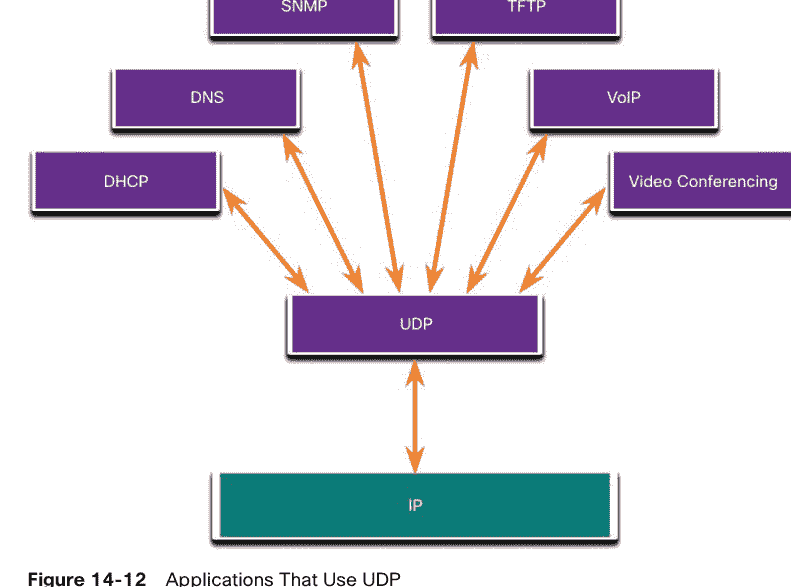 SNMP
TFTP
DNS
VoIP
DHCP
Video Conferencing
UDP
IP
Figure 14-12 Applications That Use UDP